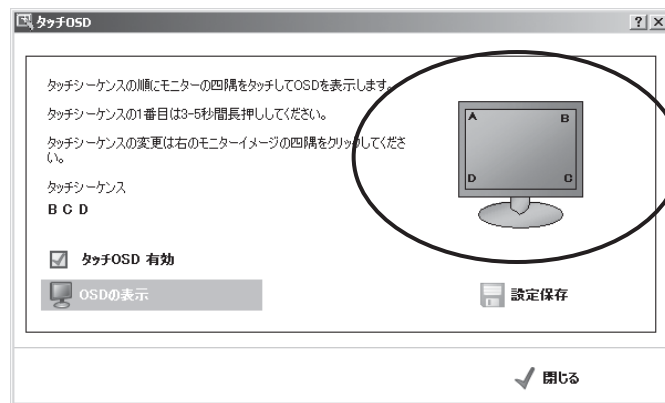 タッチOSD
タッチシーケンスの順にモニターの四隅をタッチしてOSDを表示します。
タッチシーケンスの1番目は3-5秒間長押ししてください。
タッチシーケンスの変更は右のモニターイメージの四隅をクリックしてくださ
い。
タッチシーケンス
B C D
A B
D C
タッチOSD 有効
OSDの表示
設定保存
閉じる